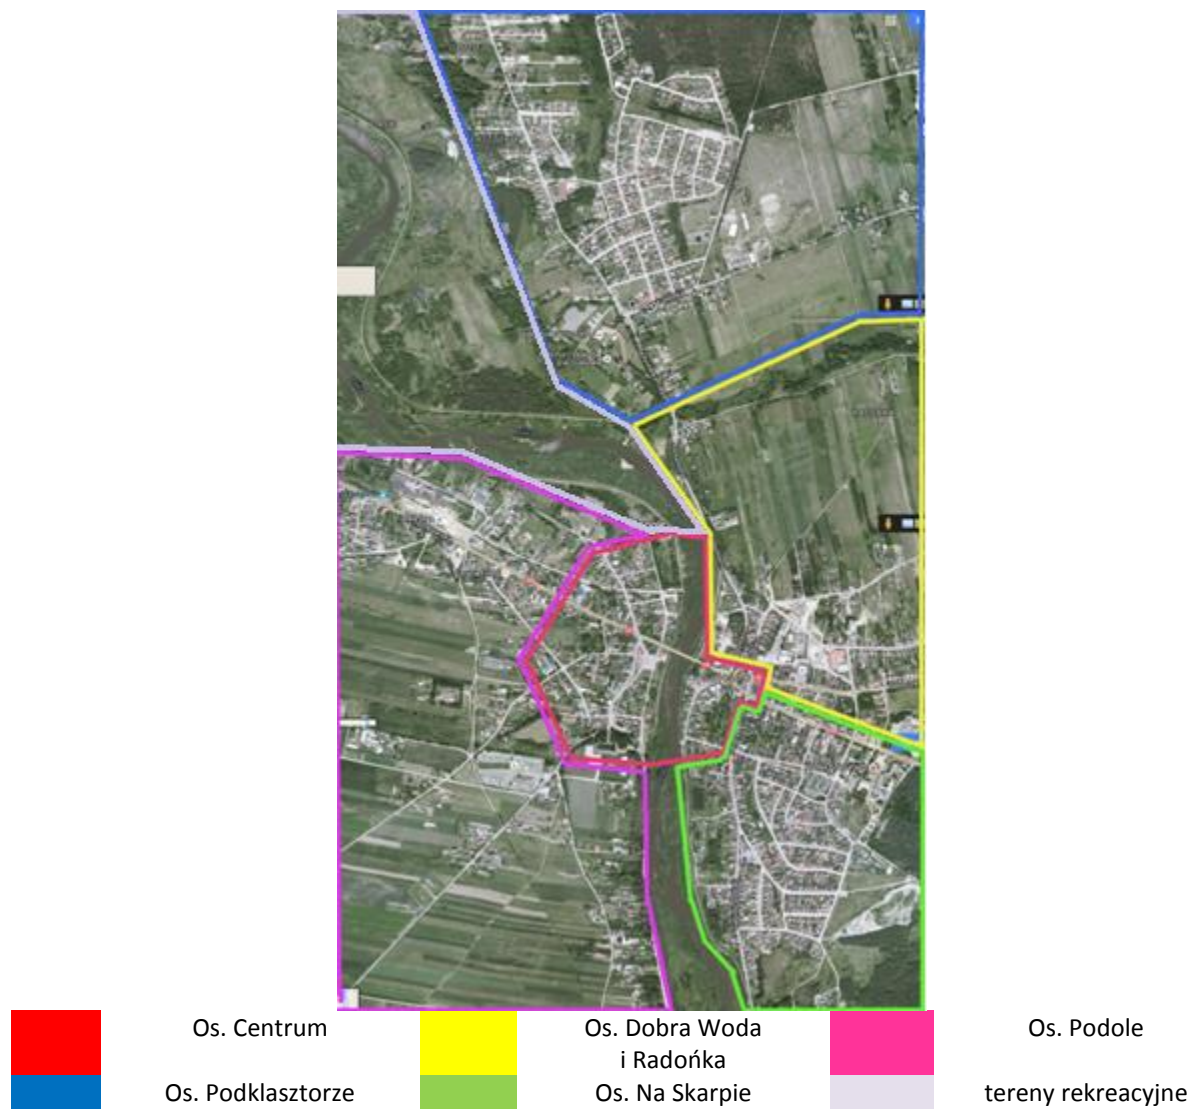 Os. Centrum
Os. Dobra Woda
i Radońka
Os. Podole
Os. Podklasztorze
Os. Na Skarpie
tereny rekreacyjne